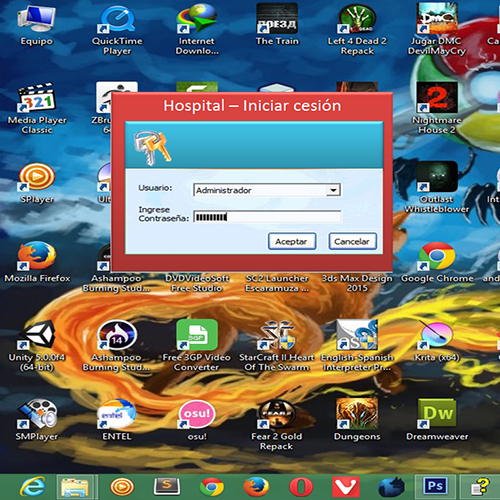 Equipo
QuickTime
Player
Internet
Downlo...
The Train
Left 4 Dead 2
Repack
Jugar DMC
DevilMayCry
Ca
Media Player
Classic
ZBru
64
Nightmare
House 2
Hospital – Iniciar cesión
Usuario:
Administrador
Ingrese
Contraseña:
Aceptar
Cancelar
SPlayer
Ult
Outlast
Whistleblower
Int
Mozilla Firefox
Ashampoo
Burning Stud...
DVDVideoSoft
Free Studio
SC2 Launcher
Escaramuza ...
3ds Max Design
2015
Google Chrome
and
Unity 5.0.0f4
(64-bit)
Ashampoo
Burning Stud...
Free 3GP Video
Converter
StarCraft II Heart
Of The Swarm
English-Spanish
Interpreter Pr...
Krita (x64)
SMPlayer
ENTEL
osu!
Fear 2 Gold
Repack
Dungeons
Dreamweaver